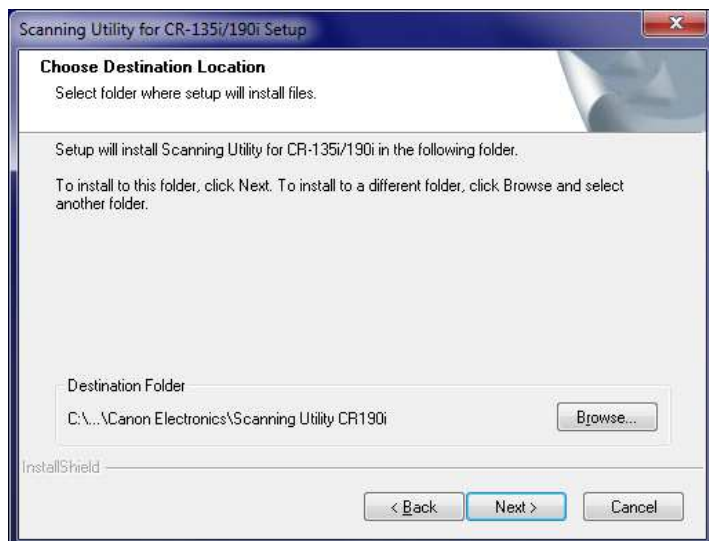 Scanning Utility for CR-135i/190i Setup
X
Choose Destination Location
Select folder where setup will install files.
Setup will install Scanning Utility for CR-135i/190i in the following folder.
To install to this folder, click Next. To install to a different folder, click Browse and select
another folder.
Destination Folder
C:\...\Canon Electronics\Scanning Utility CR190i
Browse...
InstallShield
< Back
Next >
Cancel